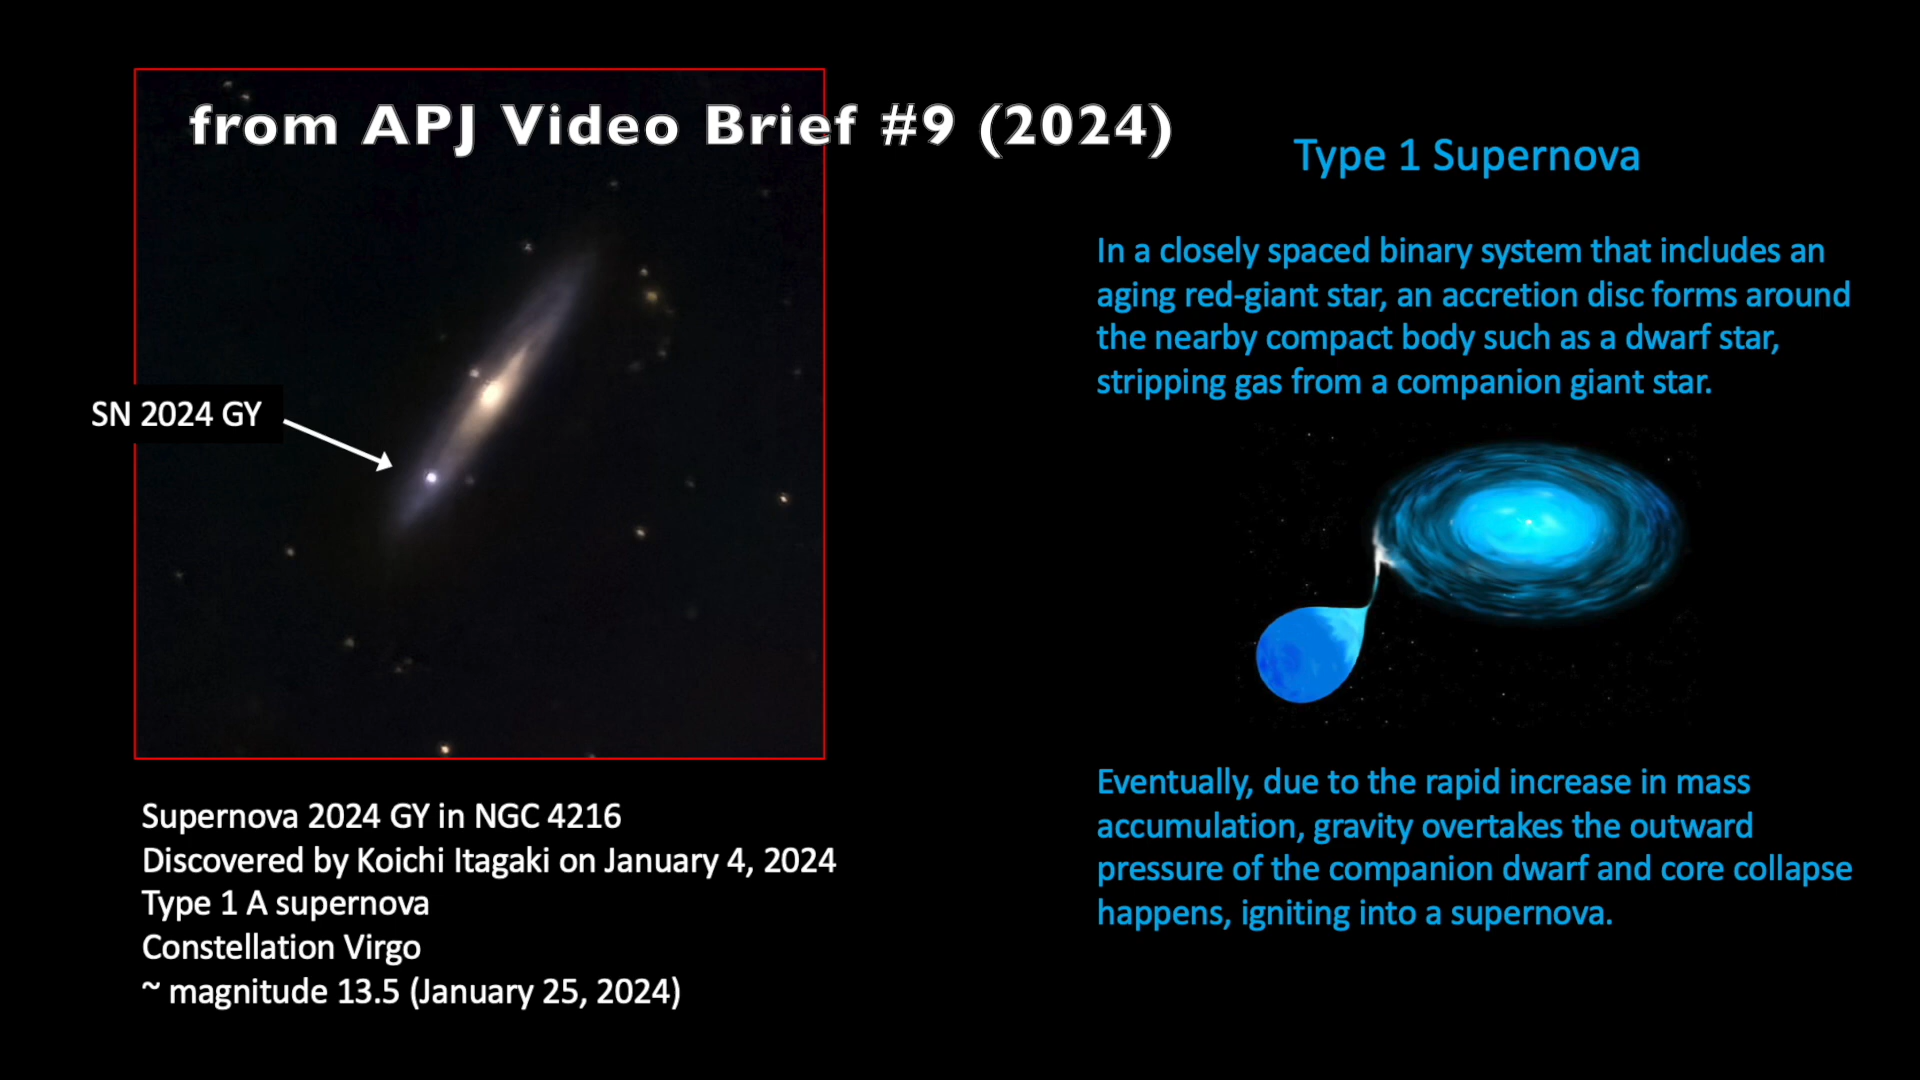 from APJ Video Brief #9 (2024)
SN 2024 GY
Supernova 2024 GY in NGC 4216
Discovered by Koichi Itagaki on January 4, 2024
Type 1 A supernova
Constellation Virgo
~ magnitude 13.5 (January 25, 2024)
Type 1 Supernova
In a closely spaced binary system that includes an
aging red-giant star, an accretion disc forms around
the nearby compact body such as a dwarf star,
stripping gas from a companion giant star.
Eventually, due to the rapid increase in mass
accumulation, gravity overtakes the outward
pressure of the companion dwarf and core collapse
happens, igniting into a supernova.